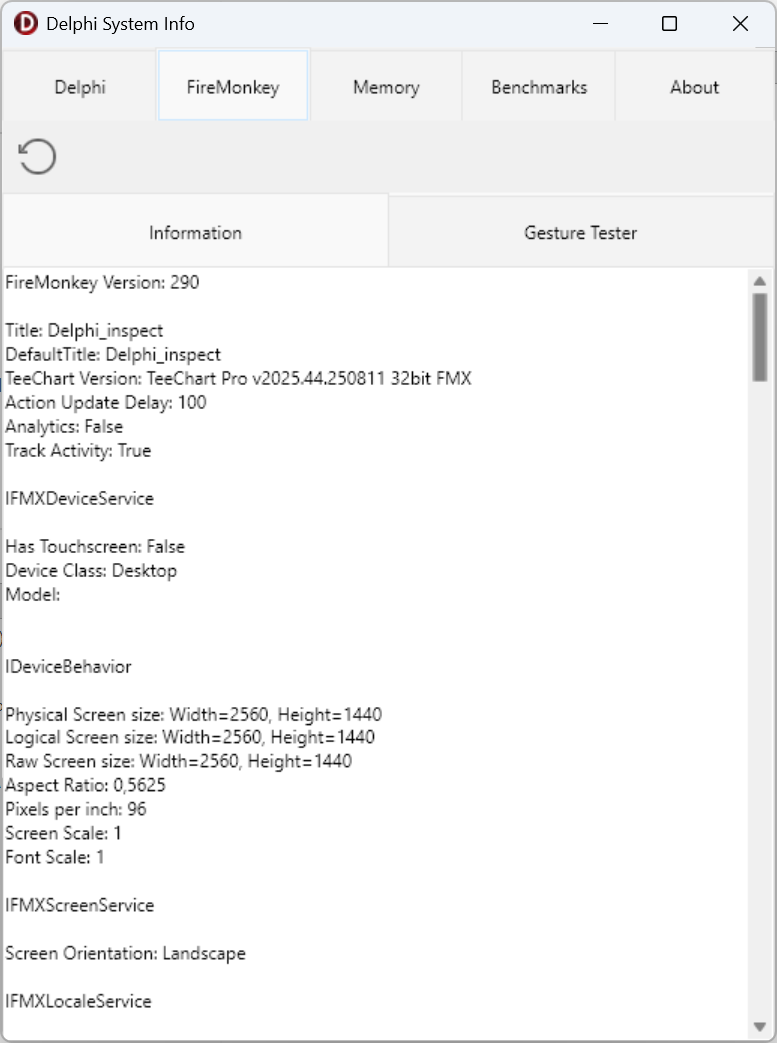 Delphi System Info
Delphi
FireMonkey
Memory
Benchmarks
About
Information
Gesture Tester
FireMonkey Version: 290
Title: Delphi_inspect
DefaultTitle: Delphi_inspect
TeeChart Version: TeeChart Pro v2025.44.250811 32bit FMX
Action Update Delay: 100
Analytics: False
Track Activity: True
IFMXDeviceService
Has Touchscreen: False
Device Class: Desktop
Model:
IDeviceBehavior
Physical Screen size: Width=2560, Height=1440
Logical Screen size: Width=2560, Height=1440
Raw Screen size: Width=2560, Height=1440
Aspect Ratio: 0,5625
Pixels per inch: 96
Screen Scale: 1
Font Scale: 1
IFMXScreenService
Screen Orientation: Landscape
IFMXLocaleService